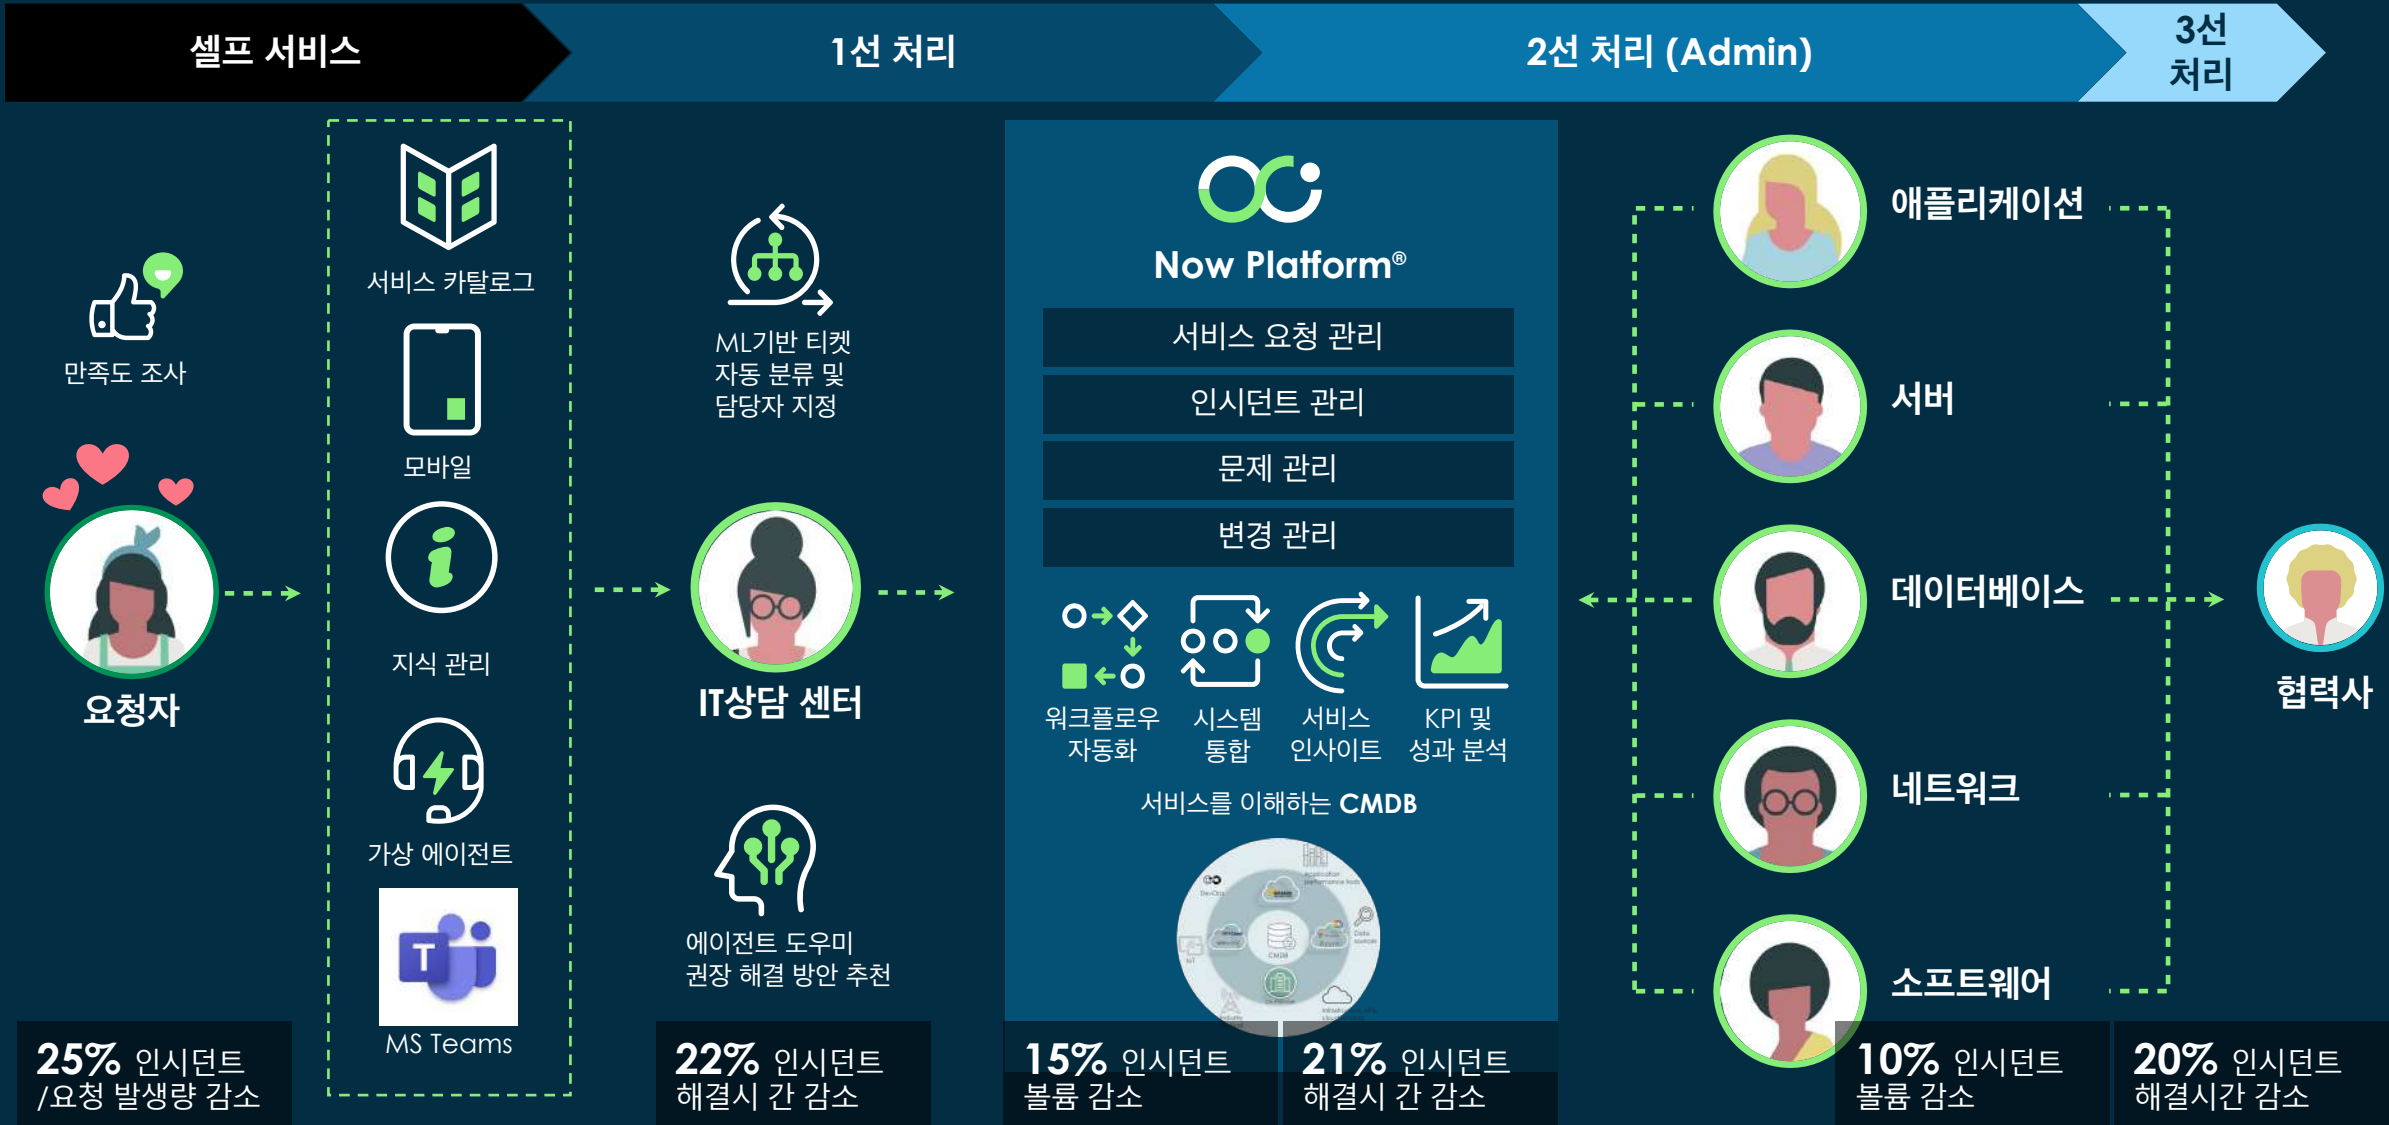 셀프 서비스
1선 처리
2선 처리 (Admin)
3선
처리
만족도 조사
요청자
서비스 카탈로그
모바일
지식 관리
가상 에이전트
T
MS Teams
ML기반 티켓
자동 분류 및
담당자 지정
IT상담 센터
에이전트 도우미
권장 해결 방안 추천
Now Platform®
서비스 요청 관리
인시던트 관리
문제 관리
변경 관리
워크플로우
자동화
시스템
통합
서비스
인사이트
KPI 및
성과 분석
서비스를 이해하는 CMDB
Application
performance tools
DevOps
Azure
Data
sources
CMDB
IoT
애플리케이션
서버
데이터베이스
네트워크
소프트웨어
협력사
25% 인시던트
/요청 발생량 감소
22% 인시던트
해결시 간 감소
15% 인시던트
볼륨 감소
21% 인시던트
해결시 간 감소
10% 인시던트
볼륨 감소
20% 인시던트
해결시간 감소